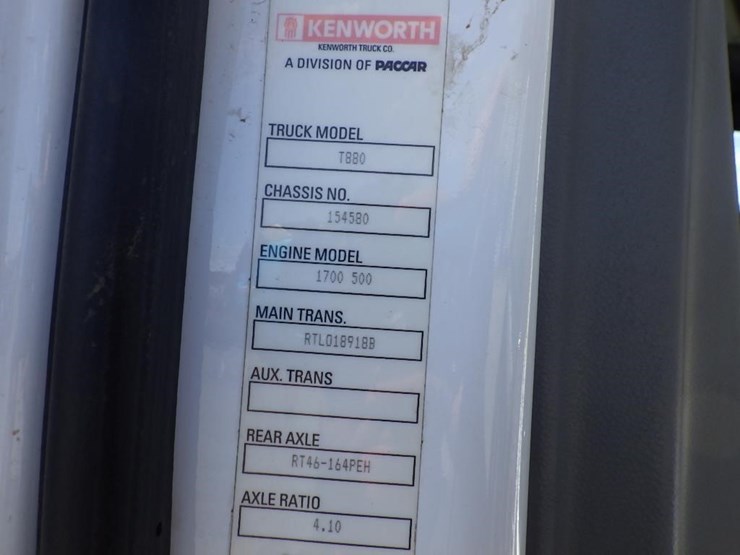 KENWORTH
KENWORTH TRUCK CO.
A DIVISION OF PACCAR
TRUCK MODEL
T880
CHASSIS NO.
154580
ENGINE MODEL
1700 500
MAIN TRANS.
RTLO18918B
AUX. TRANS
REAR AXLE
RT46-164PEH
AXLE RATIO
4.10